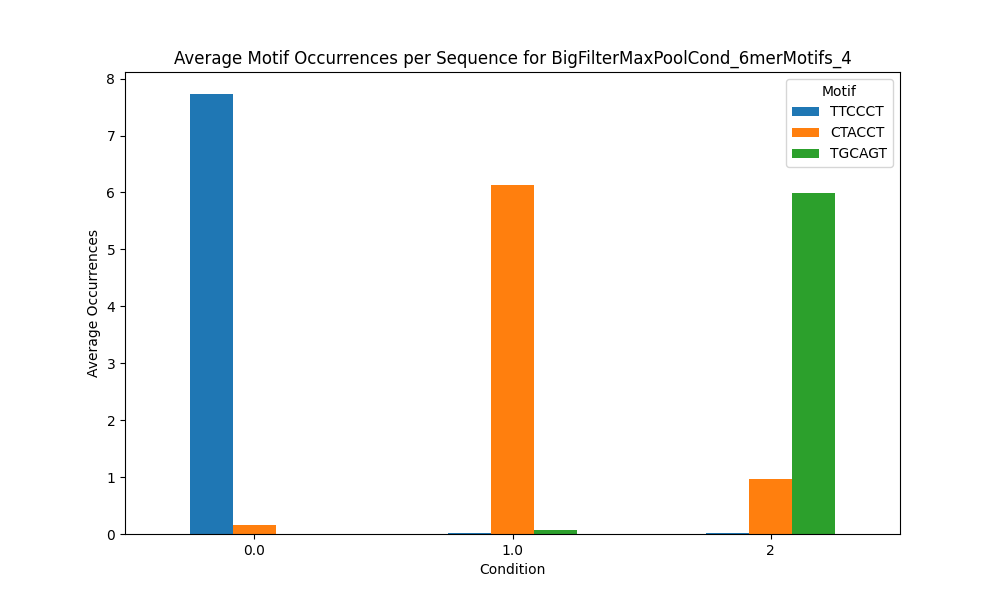 Average Motif Occurrences per Sequence for BigFilterMaxPoolCond_6merMotifs_4
8
7
6
5
4
3
2
1
0
Average Occurrences
0.0
1.0
2
Condition
Motif
TTCCCT
CTACCT
TGCAGT